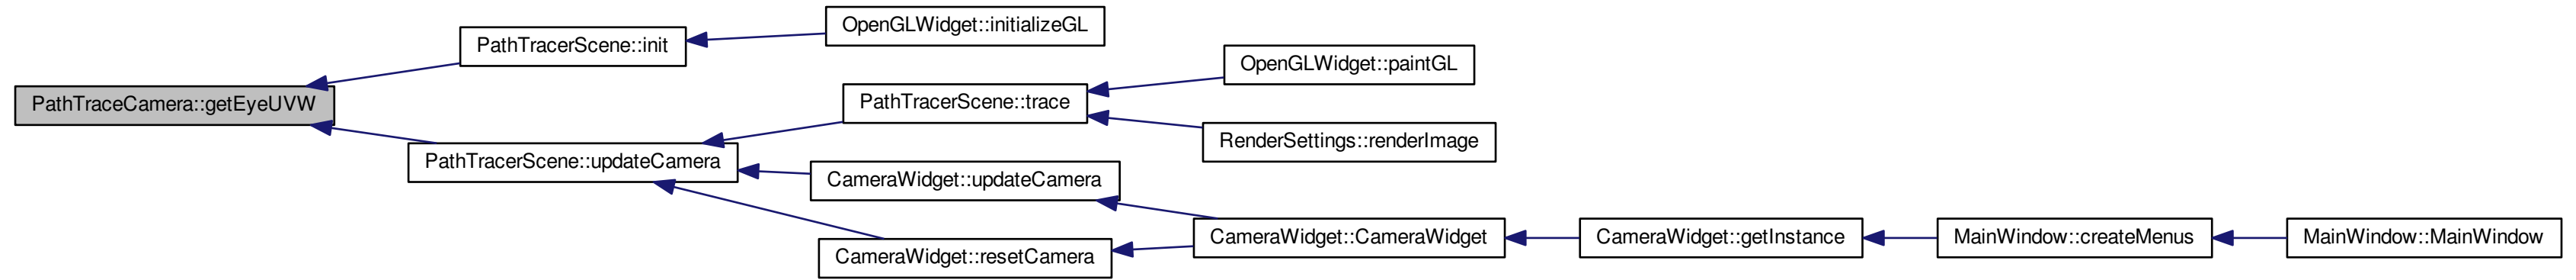 OpenGLWidget::initializeGL
PathTracerScene::init
OpenGLWidget::paintGL
PathTraceCamera::getEyeUVW
PathTracerScene::trace
RenderSettings::renderImage
PathTracerScene::updateCamera
CameraWidget::updateCamera
CameraWidget::CameraWidget
CameraWidget::getInstance
MainWindow::createMenus
MainWindow::MainWindow
CameraWidget::resetCamera